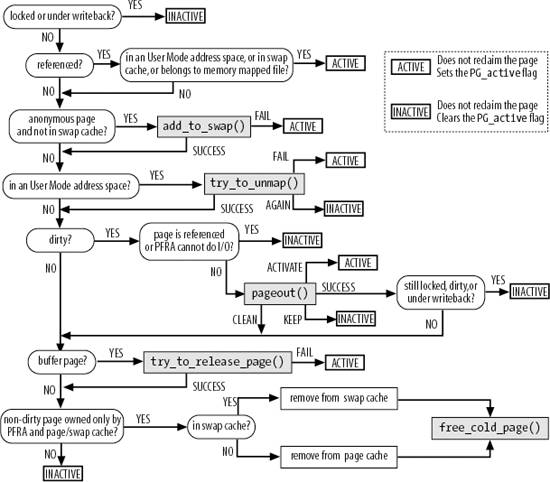 locked or under writeback?
YES
INACTIVE
NO
referenced?
YES
in an User Mode address space, or in swap
cache, or belongs to memory mapped file?
YES
ACTIVE
NO
NO
Does not reclaim the page
Sets the PG_active flag
ACTIVE
Does not reclaim the page
Clears the PG_active flag
INACTIVE
anonymous page
and not in swap cache?
YES
add_to_swap()
FAIL
ACTIVE
NO
SUCCESS
in an User Mode address space?
YES
try_to_unmap()
FAIL
ACTIVE
AGAIN
INACTIVE
NO
SUCCESS
dirty?
YES
page is referenced
or PFRA cannot do I/O?
YES
INACTIVE
NO
NO
pageout()
ACTIVATE
ACTIVE
SUCCESS
still locked, dirty, or
under writeback?
YES
INACTIVE
CLEAN
KEEP
INACTIVE
NO
buffer page?
YES
try_to_release_page()
FAIL
ACTIVE
NO
SUCCESS
non-dirty page owned only by
PFRA and page/swap cache?
YES
in swap cache?
YES
remove from swap cache
free_cold_page()
NO
remove from page cache
NO
INACTIVE